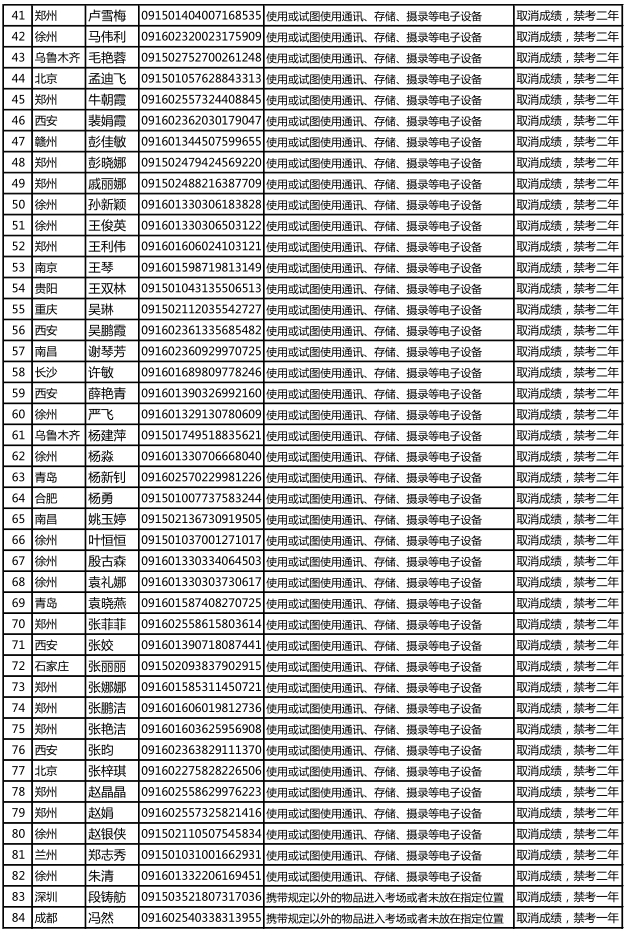 41 郑州 卢雪梅 091501404007168535 使用或试图使用通讯、存储、摄录等电子设备 取消成绩，禁考二年
42 徐州 马伟利 091602320023175909 使用或试图使用通讯、存储、摄录等电子设备 取消成绩，禁考二年
43 乌鲁木齐 毛艳蓉 091502752700261248 使用或试图使用通讯、存储、摄录等电子设备 取消成绩，禁考二年
44 北京 孟迪飞 091501057628843313 使用或试图使用通讯、存储、摄录等电子设备 取消成绩，禁考二年
45 郑州 牛朝霞 091602557324408845 使用或试图使用通讯、存储、摄录等电子设备 取消成绩，禁考二年
46 西安 裴娟霞 091602362030179047 使用或试图使用通讯、存储、摄录等电子设备 取消成绩，禁考二年
47 赣州 彭佳敏 091601344507599655 使用或试图使用通讯、存储、摄录等电子设备 取消成绩，禁考二年
48 郑州 彭晓娜 091502479424569220 使用或试图使用通讯、存储、摄录等电子设备 取消成绩，禁考二年
49 郑州 戚丽娜 091502488216387709 使用或试图使用通讯、存储、摄录等电子设备 取消成绩，禁考二年
50 徐州 孙新颖 091601330306183828 使用或试图使用通讯、存储、摄录等电子设备 取消成绩，禁考二年
51 徐州 王俊英 091601330306503122 使用或试图使用通讯、存储、摄录等电子设备 取消成绩，禁考二年
52 郑州 王利伟 091601606024103121 使用或试图使用通讯、存储、摄录等电子设备 取消成绩，禁考二年
53 南京 王琴 091601598719813149 使用或试图使用通讯、存储、摄录等电子设备 取消成绩，禁考二年
54 贵阳 王双林 091501043135506513 使用或试图使用通讯、存储、摄录等电子设备 取消成绩，禁考二年
55 重庆 吴琳 091502112035542727 使用或试图使用通讯、存储、摄录等电子设备 取消成绩，禁考二年
56 西安 吴鹏霞 091602361335685482 使用或试图使用通讯、存储、摄录等电子设备 取消成绩，禁考二年
57 南昌 谢琴芳 091602360929970725 使用或试图使用通讯、存储、摄录等电子设备 取消成绩，禁考二年
58 长沙 许敏 091601689809778246 使用或试图使用通讯、存储、摄录等电子设备 取消成绩，禁考二年
59 西安 薛艳青 091601390326992160 使用或试图使用通讯、存储、摄录等电子设备 取消成绩，禁考二年
60 徐州 严飞 091601329130780609 使用或试图使用通讯、存储、摄录等电子设备 取消成绩，禁考二年
61 乌鲁木齐 杨建萍 091501749518835621 使用或试图使用通讯、存储、摄录等电子设备 取消成绩，禁考二年
62 徐州 杨淼 091601330706668040 使用或试图使用通讯、存储、摄录等电子设备 取消成绩，禁考二年
63 青岛 杨新钊 091602570229981226 使用或试图使用通讯、存储、摄录等电子设备 取消成绩，禁考二年
64 合肥 杨勇 091501007737583244 使用或试图使用通讯、存储、摄录等电子设备 取消成绩，禁考二年
65 南昌 姚玉婷 091502136730919505 使用或试图使用通讯、存储、摄录等电子设备 取消成绩，禁考二年
66 徐州 叶恒恒 091501037001271017 使用或试图使用通讯、存储、摄录等电子设备 取消成绩，禁考二年
67 徐州 殷古森 091601330334064503 使用或试图使用通讯、存储、摄录等电子设备 取消成绩，禁考二年
68 徐州 袁礼娜 091601330303730617 使用或试图使用通讯、存储、摄录等电子设备 取消成绩，禁考二年
69 青岛 袁晓燕 091601587408270725 使用或试图使用通讯、存储、摄录等电子设备 取消成绩，禁考二年
70 郑州 张菲菲 091602558615803614 使用或试图使用通讯、存储、摄录等电子设备 取消成绩，禁考二年
71 西安 张姣 091601390718087441 使用或试图使用通讯、存储、摄录等电子设备 取消成绩，禁考二年
72 石家庄 张丽丽 091502093837902915 使用或试图使用通讯、存储、摄录等电子设备 取消成绩，禁考二年
73 郑州 张娜娜 091601585311450721 使用或试图使用通讯、存储、摄录等电子设备 取消成绩，禁考二年
74 郑州 张鹏洁 091601606019812736 使用或试图使用通讯、存储、摄录等电子设备 取消成绩，禁考二年
75 郑州 张艳洁 091601603625956908 使用或试图使用通讯、存储、摄录等电子设备 取消成绩，禁考二年
76 西安 张昀 091602363829111370 使用或试图使用通讯、存储、摄录等电子设备 取消成绩，禁考二年
77 北京 张梓琪 091602275828226506 使用或试图使用通讯、存储、摄录等电子设备 取消成绩，禁考二年
78 郑州 赵晶晶 091602558629976223 使用或试图使用通讯、存储、摄录等电子设备 取消成绩，禁考二年
79 郑州 赵娟 091602557325821416 使用或试图使用通讯、存储、摄录等电子设备 取消成绩，禁考二年
80 徐州 赵银侠 091502110507545834 使用或试图使用通讯、存储、摄录等电子设备 取消成绩，禁考二年
81 兰州 郑志秀 091501031001662931 使用或试图使用通讯、存储、摄录等电子设备 取消成绩，禁考二年
82 徐州 朱清 091601332206169451 使用或试图使用通讯、存储、摄录等电子设备 取消成绩，禁考二年
83 深圳 段铸舫 091503521807317036 携带规定以外的物品进入考场或者未放在指定位置 取消成绩，禁考一年
84 成都 冯然 091602540338313955 携带规定以外的物品进入考场或者未放在指定位置 取消成绩，禁考一年